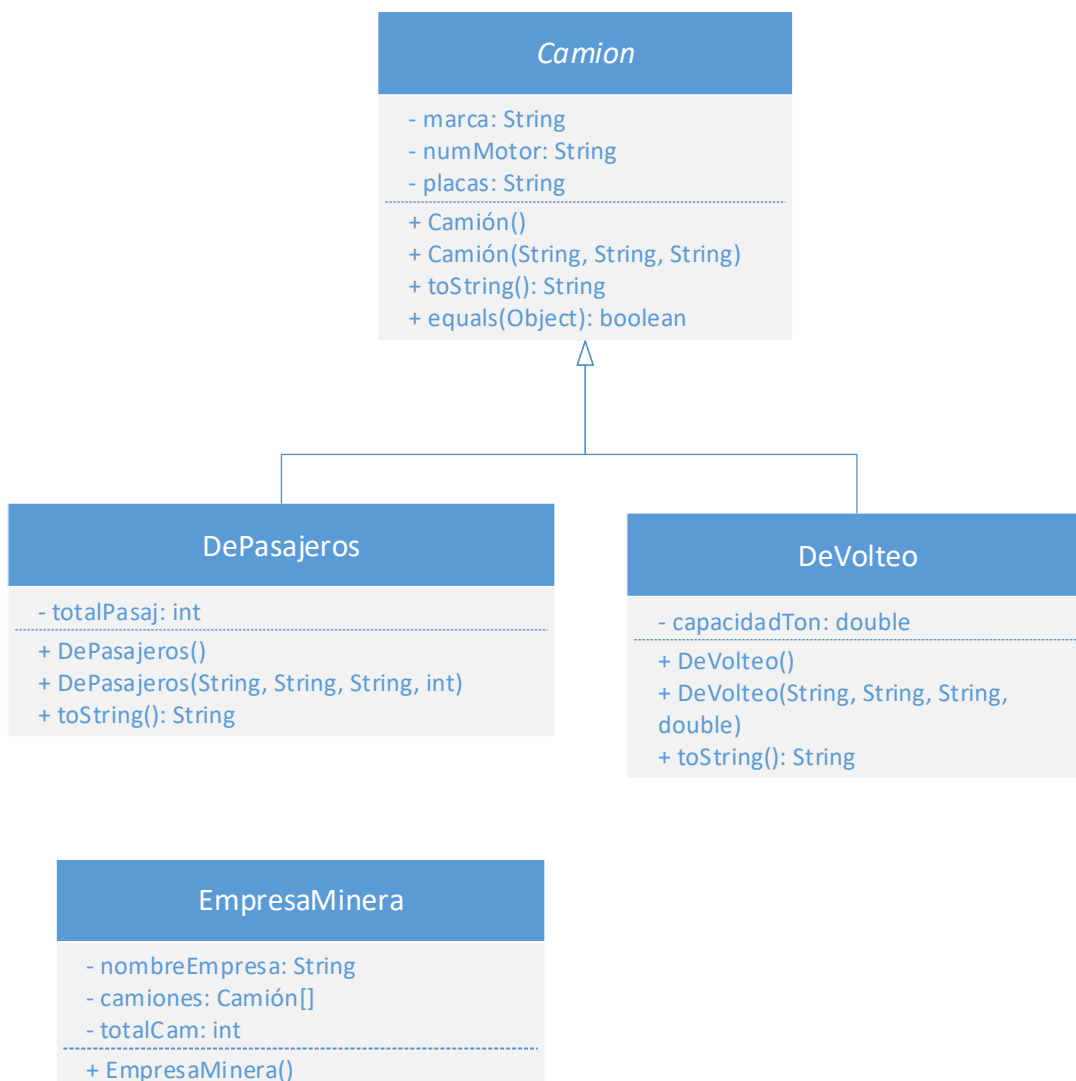 Camion
- marca: String
- numMotor: String
- placas: String
+ Camión()
+ Camión(String, String, String)
+ toString(): String
+ equals(Object): boolean
DePasajeros
- totalPasaj: int
+ DePasajeros()
+ DePasajeros(String, String, String, int)
+ toString(): String
DeVolteo
- capacidadTon: double
+ DeVolteo()
+ DeVolteo(String, String, String,
double)
+ toString(): String
EmpresaMinera
- nombreEmpresa: String
- camiones: Camión[]
- totalCam: int
+ EmpresaMinera()